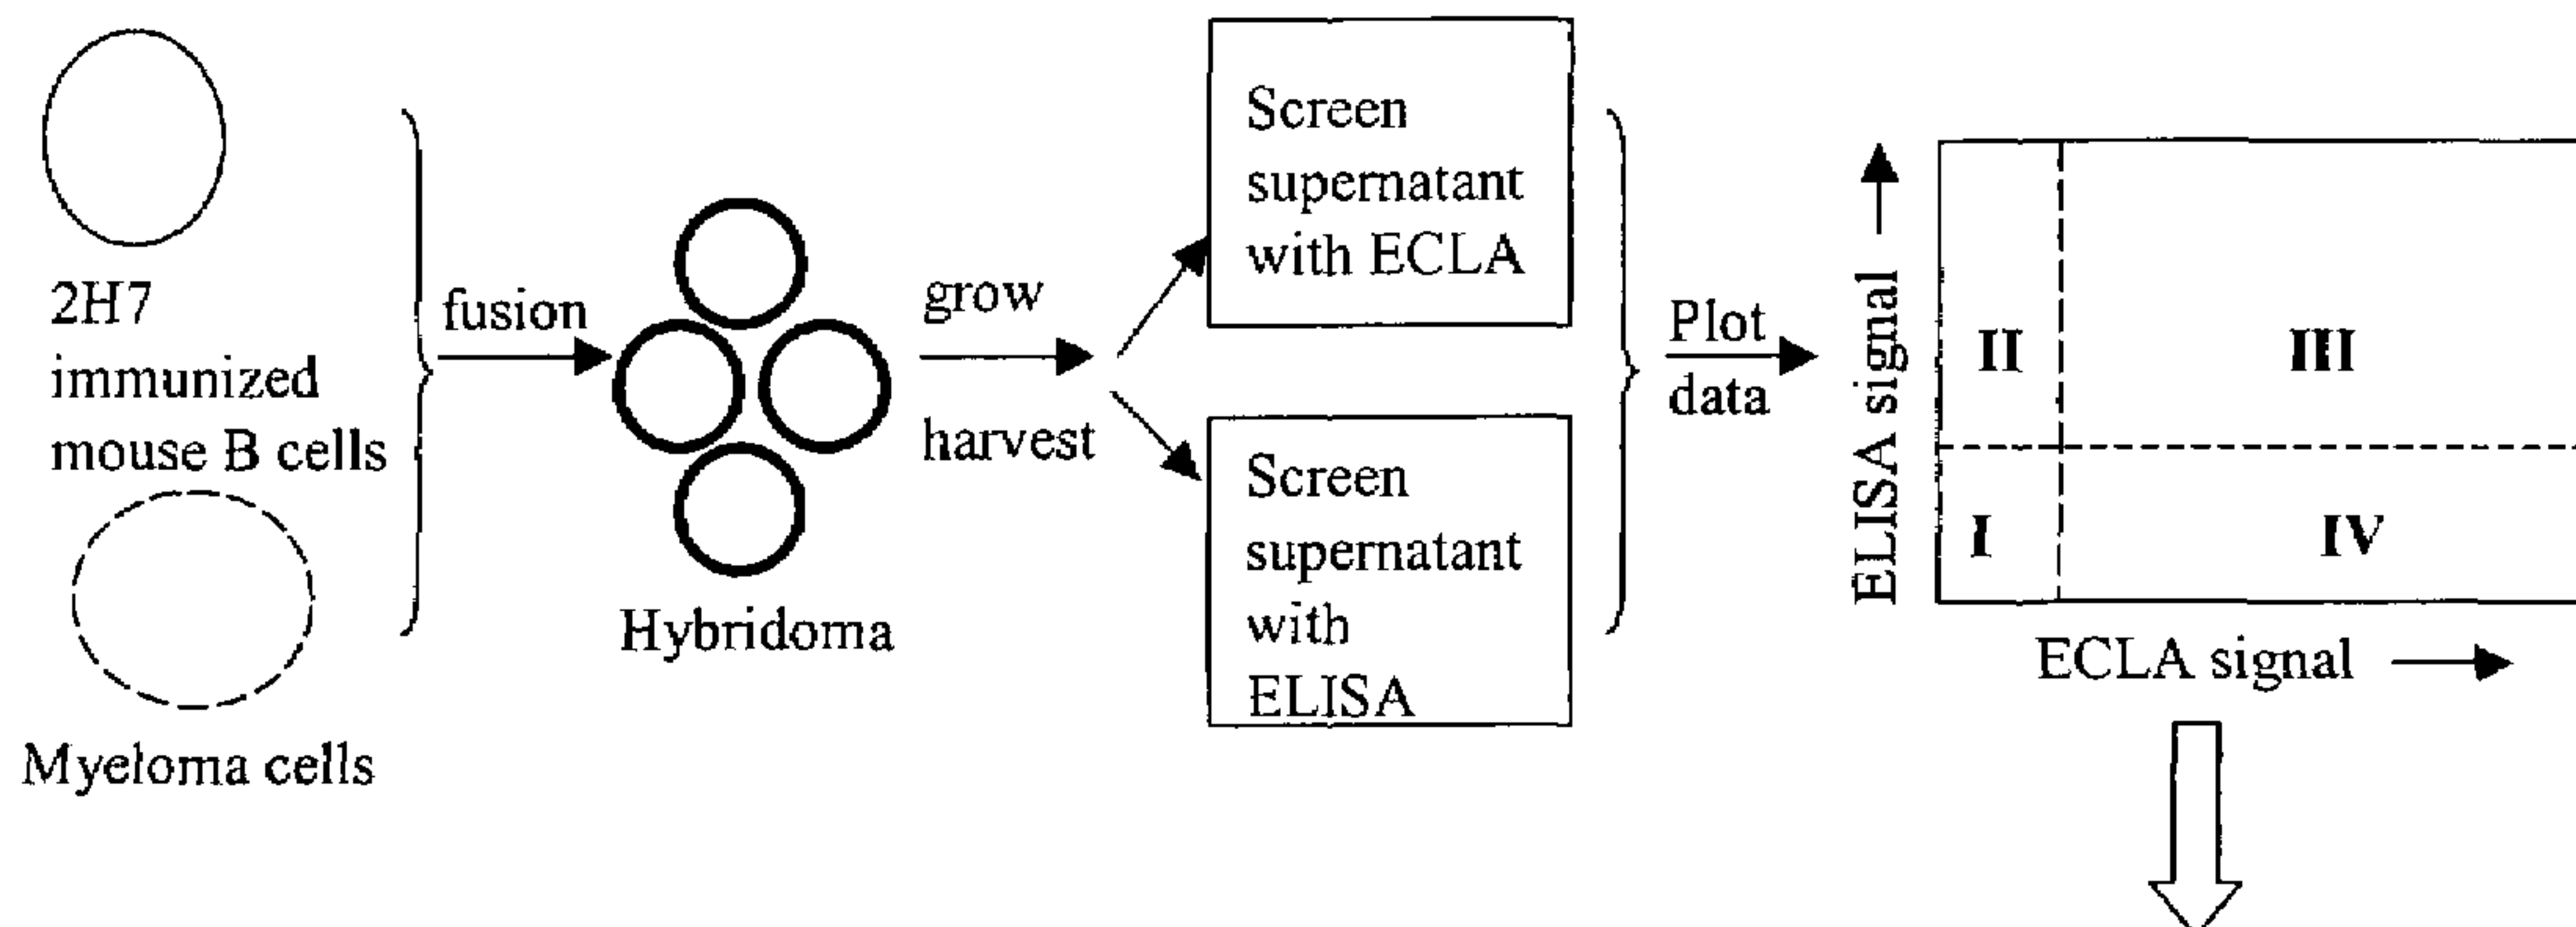 2H7
immunized
mouse B cells
Myeloma cells
fusion
Hybridoma
grow
harvest
Screen
supernatant
with ECLA
Screen
supernatant
with
ELISA
Plot
data
ELISA signal
II
III
I
IV
ECLA signal